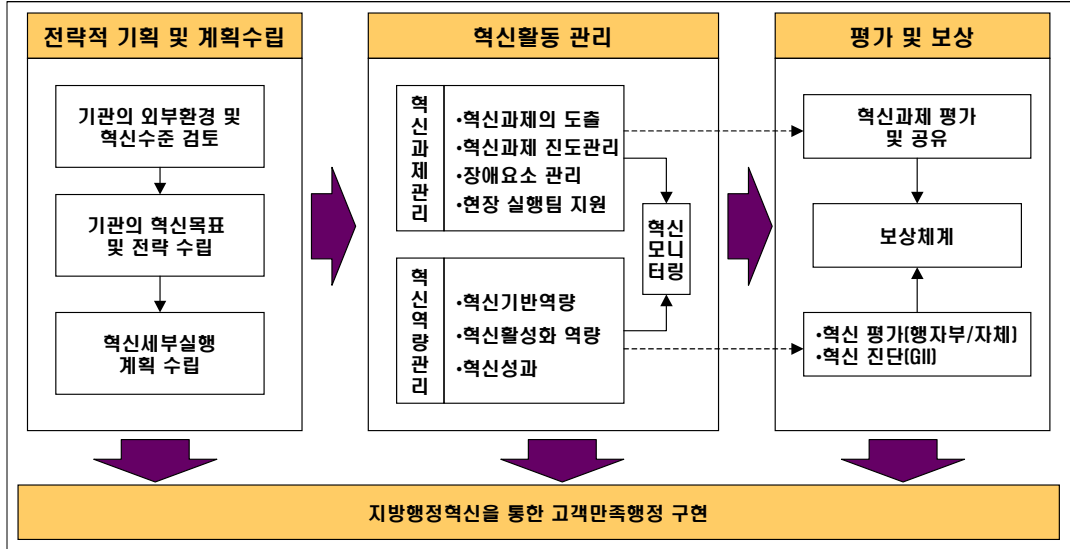 전략적 기획 및 계획수립
기관의 외부환경 및
혁신수준 검토
기관의 혁신목표
및 전략 수립
혁신세부실행
계획 수립
혁신활동 관리
혁신과제관리
•혁신과제의 도출
•혁신과제 진도관리
•장애요소 관리
•현장 실행팀 지원
혁신역량관리
•혁신기반역량
•혁신활성화 역량
•혁신성과
혁신
모니
터링
평가 및 보상
혁신과제 평가
및 공유
보상체계
•혁신 평가(행자부/자체)
•혁신 진단(GII)
지방행정혁신을 통한 고객만족행정 구현